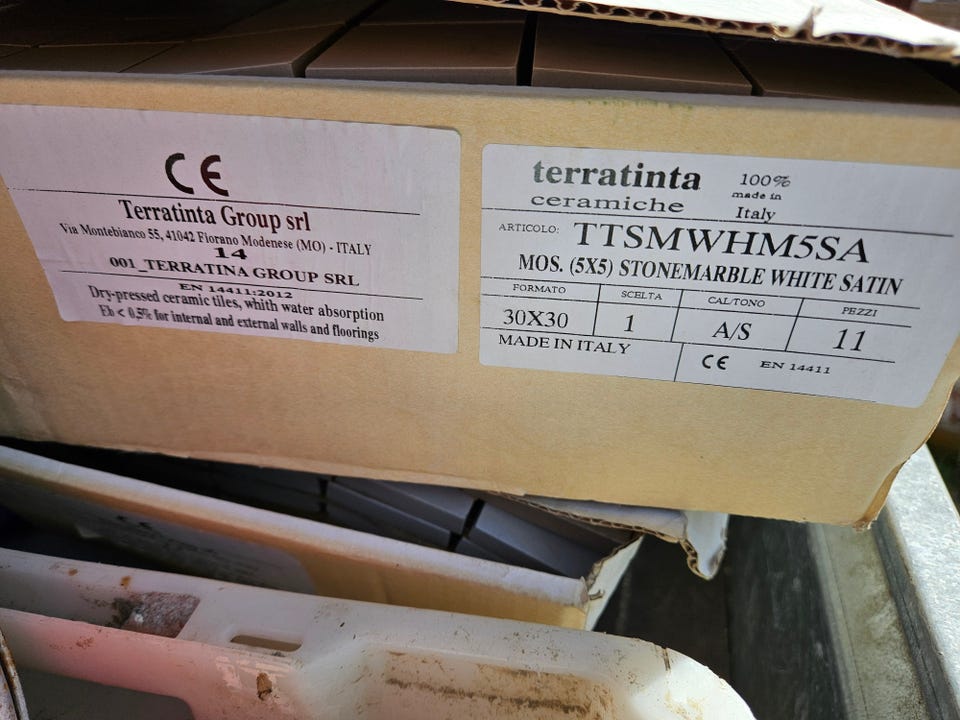 CE
Terratinta Group srl
Via Montebianco 55, 41042 Fiorano Modenese (MO) - ITALY
14
001_TERRATINA GROUP SRL
EN 14411:2012
Dry-pressed ceramic tiles, whith water absorption
Eb < 0,5% for internal and external walls and floorings
terratinta
ceramiche
100%
made in
Italy
ARTICOLO: TTSMWHM5SA
MOS. (5X5) STONEMARBLE WHITE SATIN
FORMATO SCELTA CAL/TONO PEZZI
30X30 1 A/S 11
MADE IN ITALY CE EN 14411